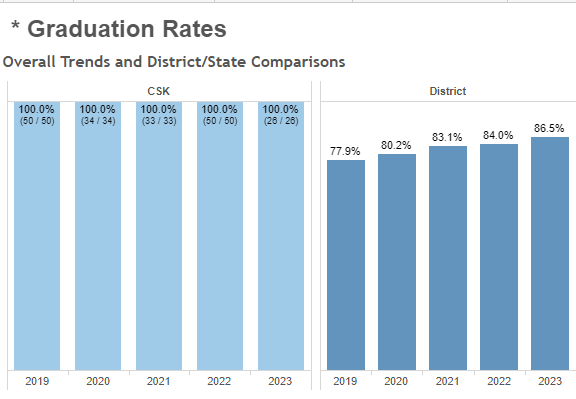 * Graduation Rates
Overall Trends and District/State Comparisons
CSK
District
100.0% 100.0% 100.0% 100.0% 100.0%
(50 / 50) (34 / 34) (33 / 33) (50 / 50) (26 / 26)
77.9% 80.2% 83.1% 84.0% 86.5%
2019 2020 2021 2022 2023
2019 2020 2021 2022 2023